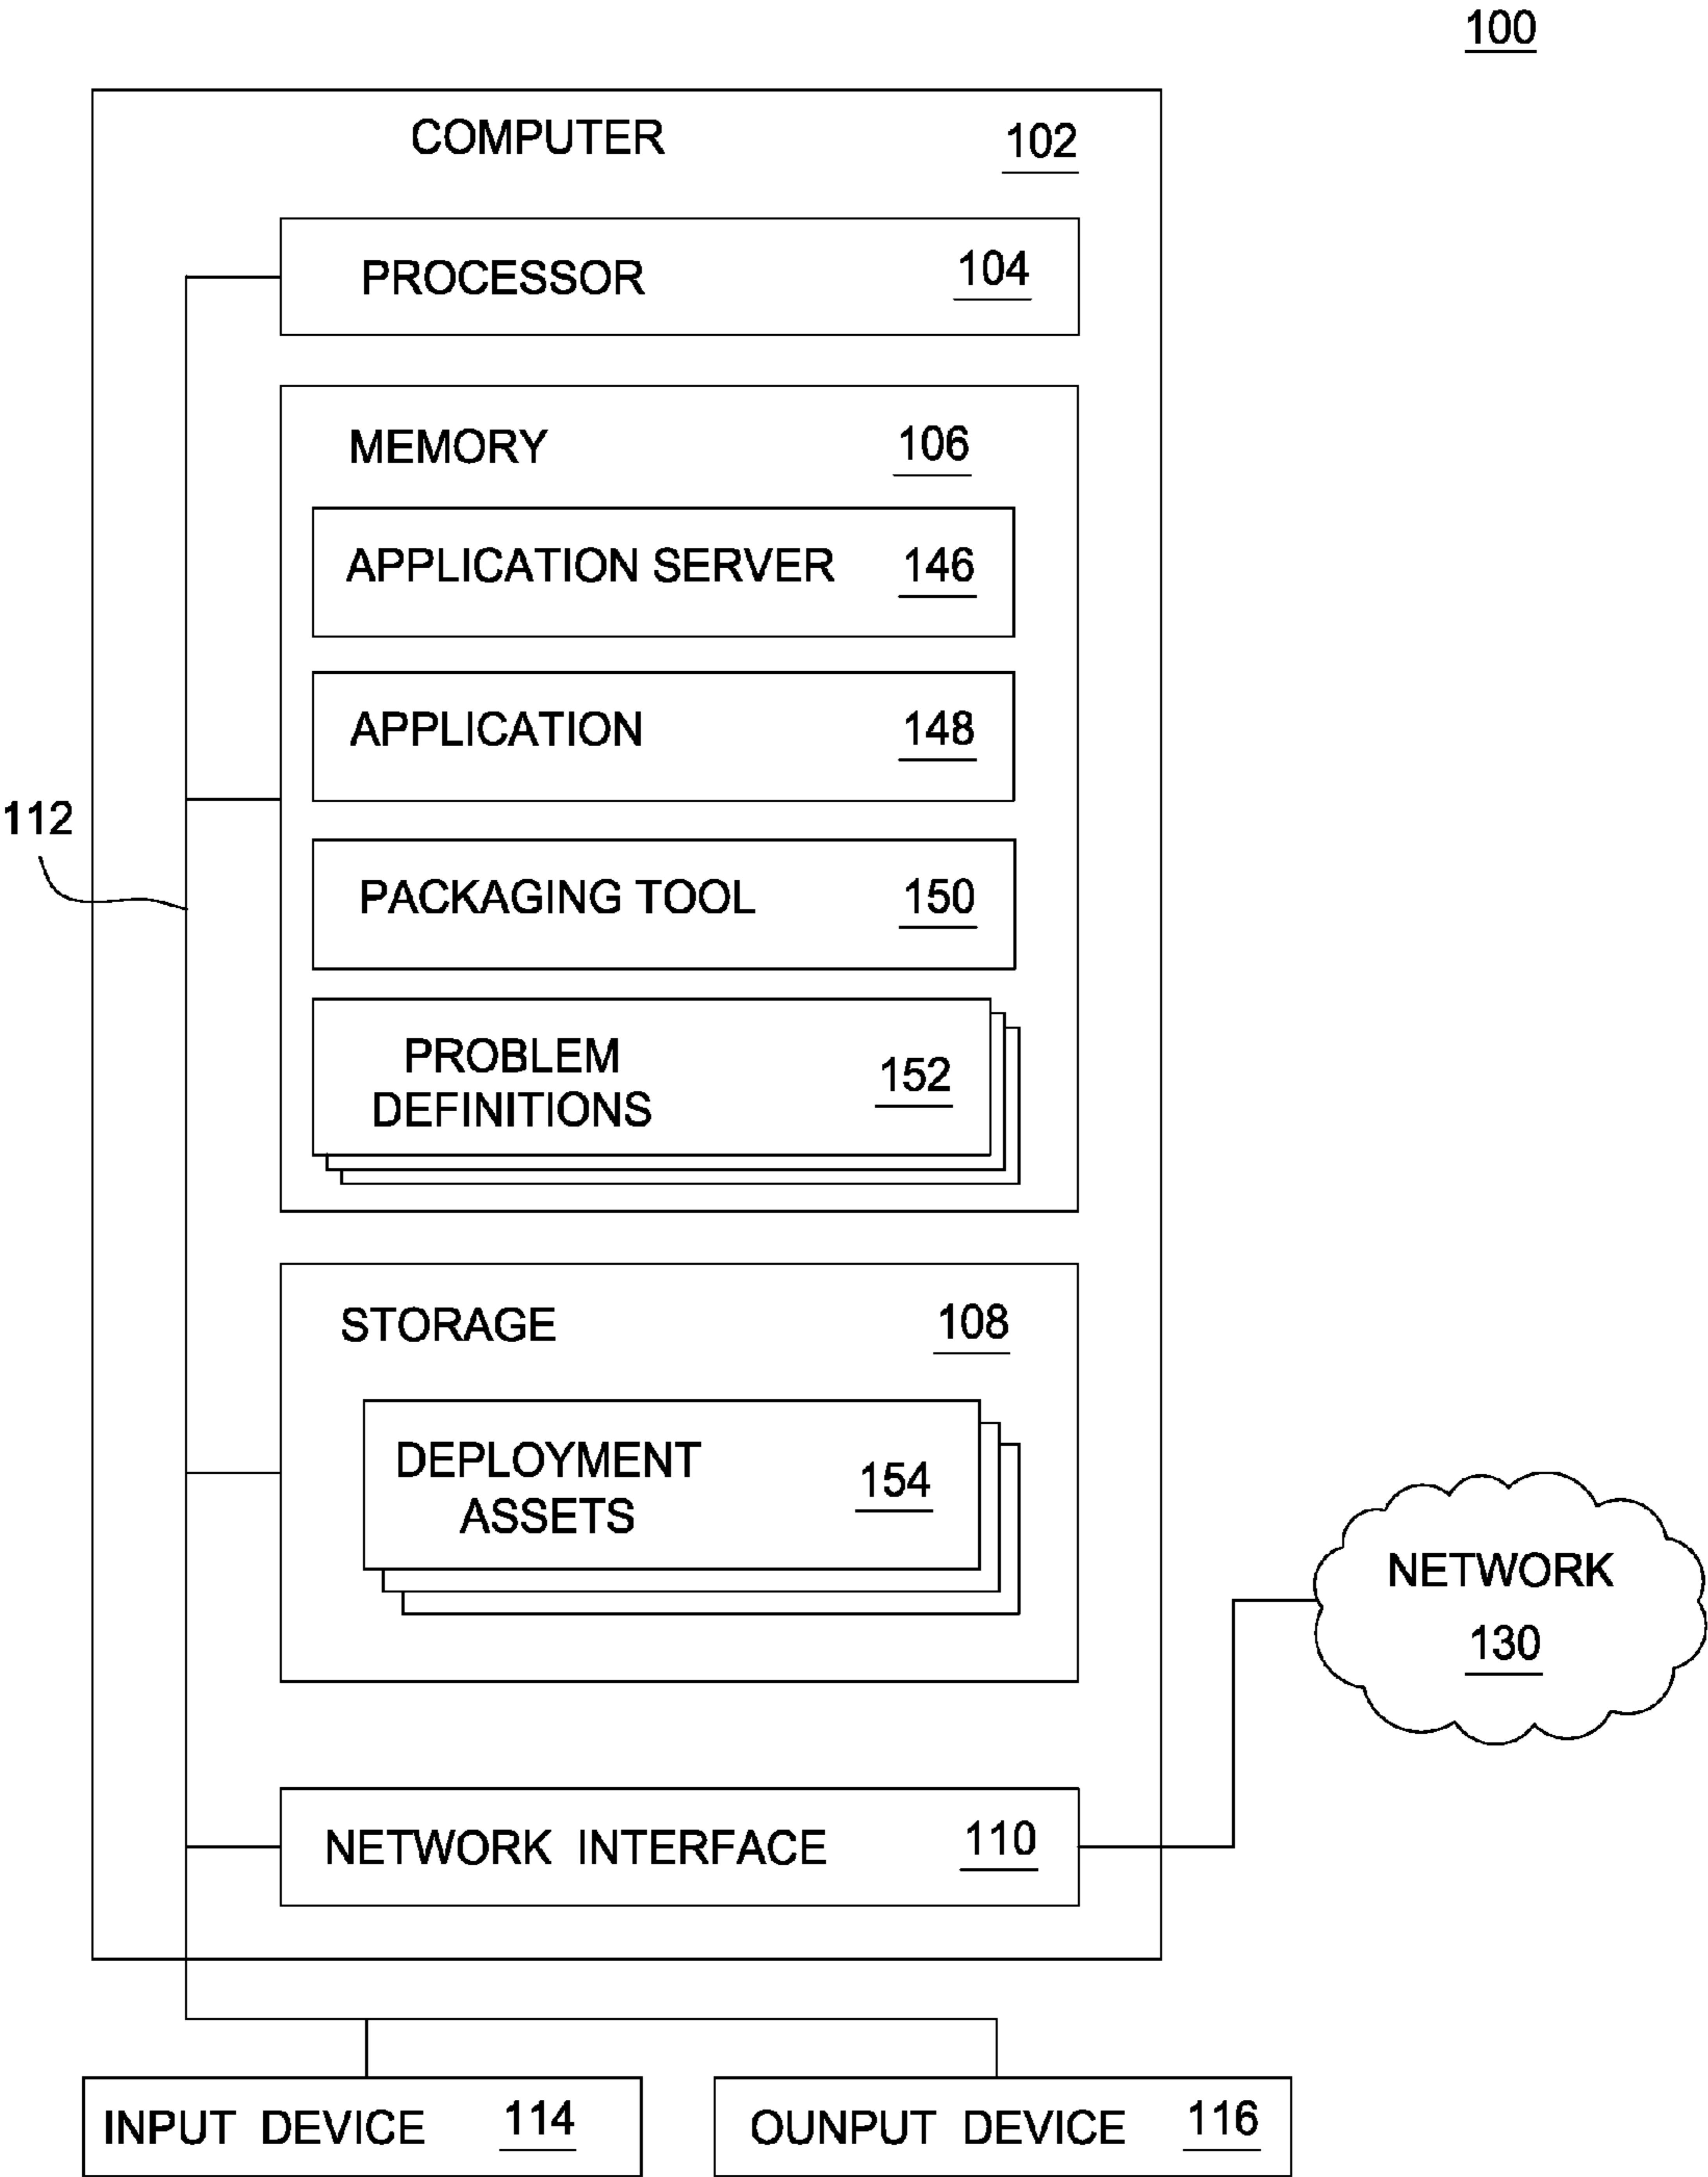 100
COMPUTER 102
PROCESSOR 104
MEMORY 106
APPLICATION SERVER 146
APPLICATION 148
112
PACKAGING TOOL 150
PROBLEM
DEFINITIONS 152
STORAGE 108
DEPLOYMENT
ASSETS 154
NETWORK
130
NETWORK INTERFACE 110
INPUT DEVICE 114
OUNPUT DEVICE 116